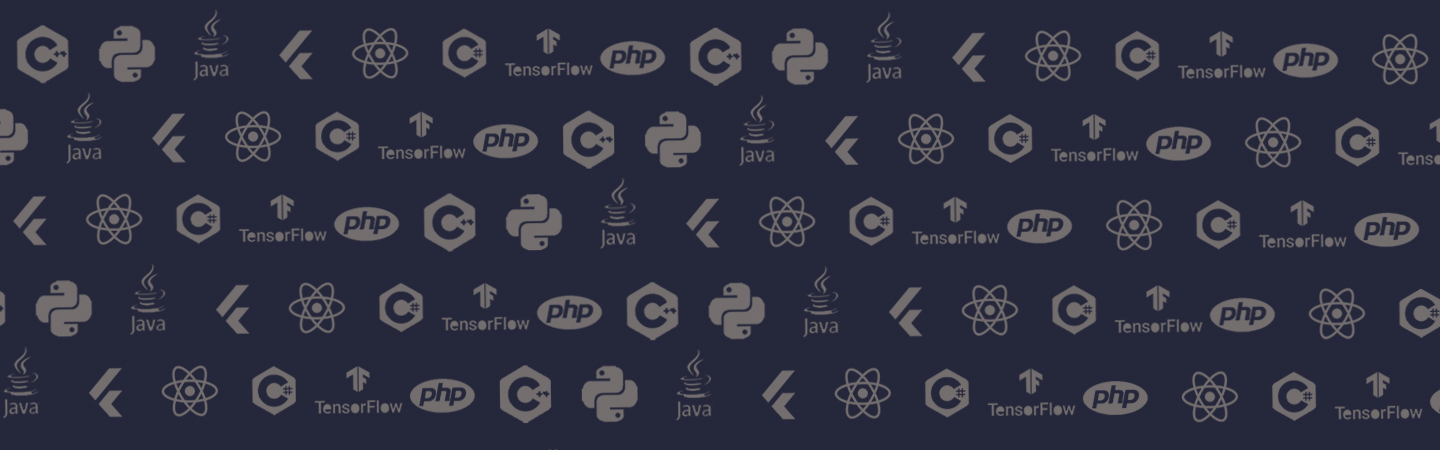 C++ Java C# TensorFlow php C++ Java C# TensorFlow php
Java C# TensorFlow php C++ Java C# TensorFlow php C# Tens
C# TensorFlow php C++ Java C# TensorFlow php C# TensorFlow php
Java C# TensorFlow php C++ Java C# TensorFlow php C#
Java C# TensorFlow php C++ Java C# TensorFlow php C# TensorFlow